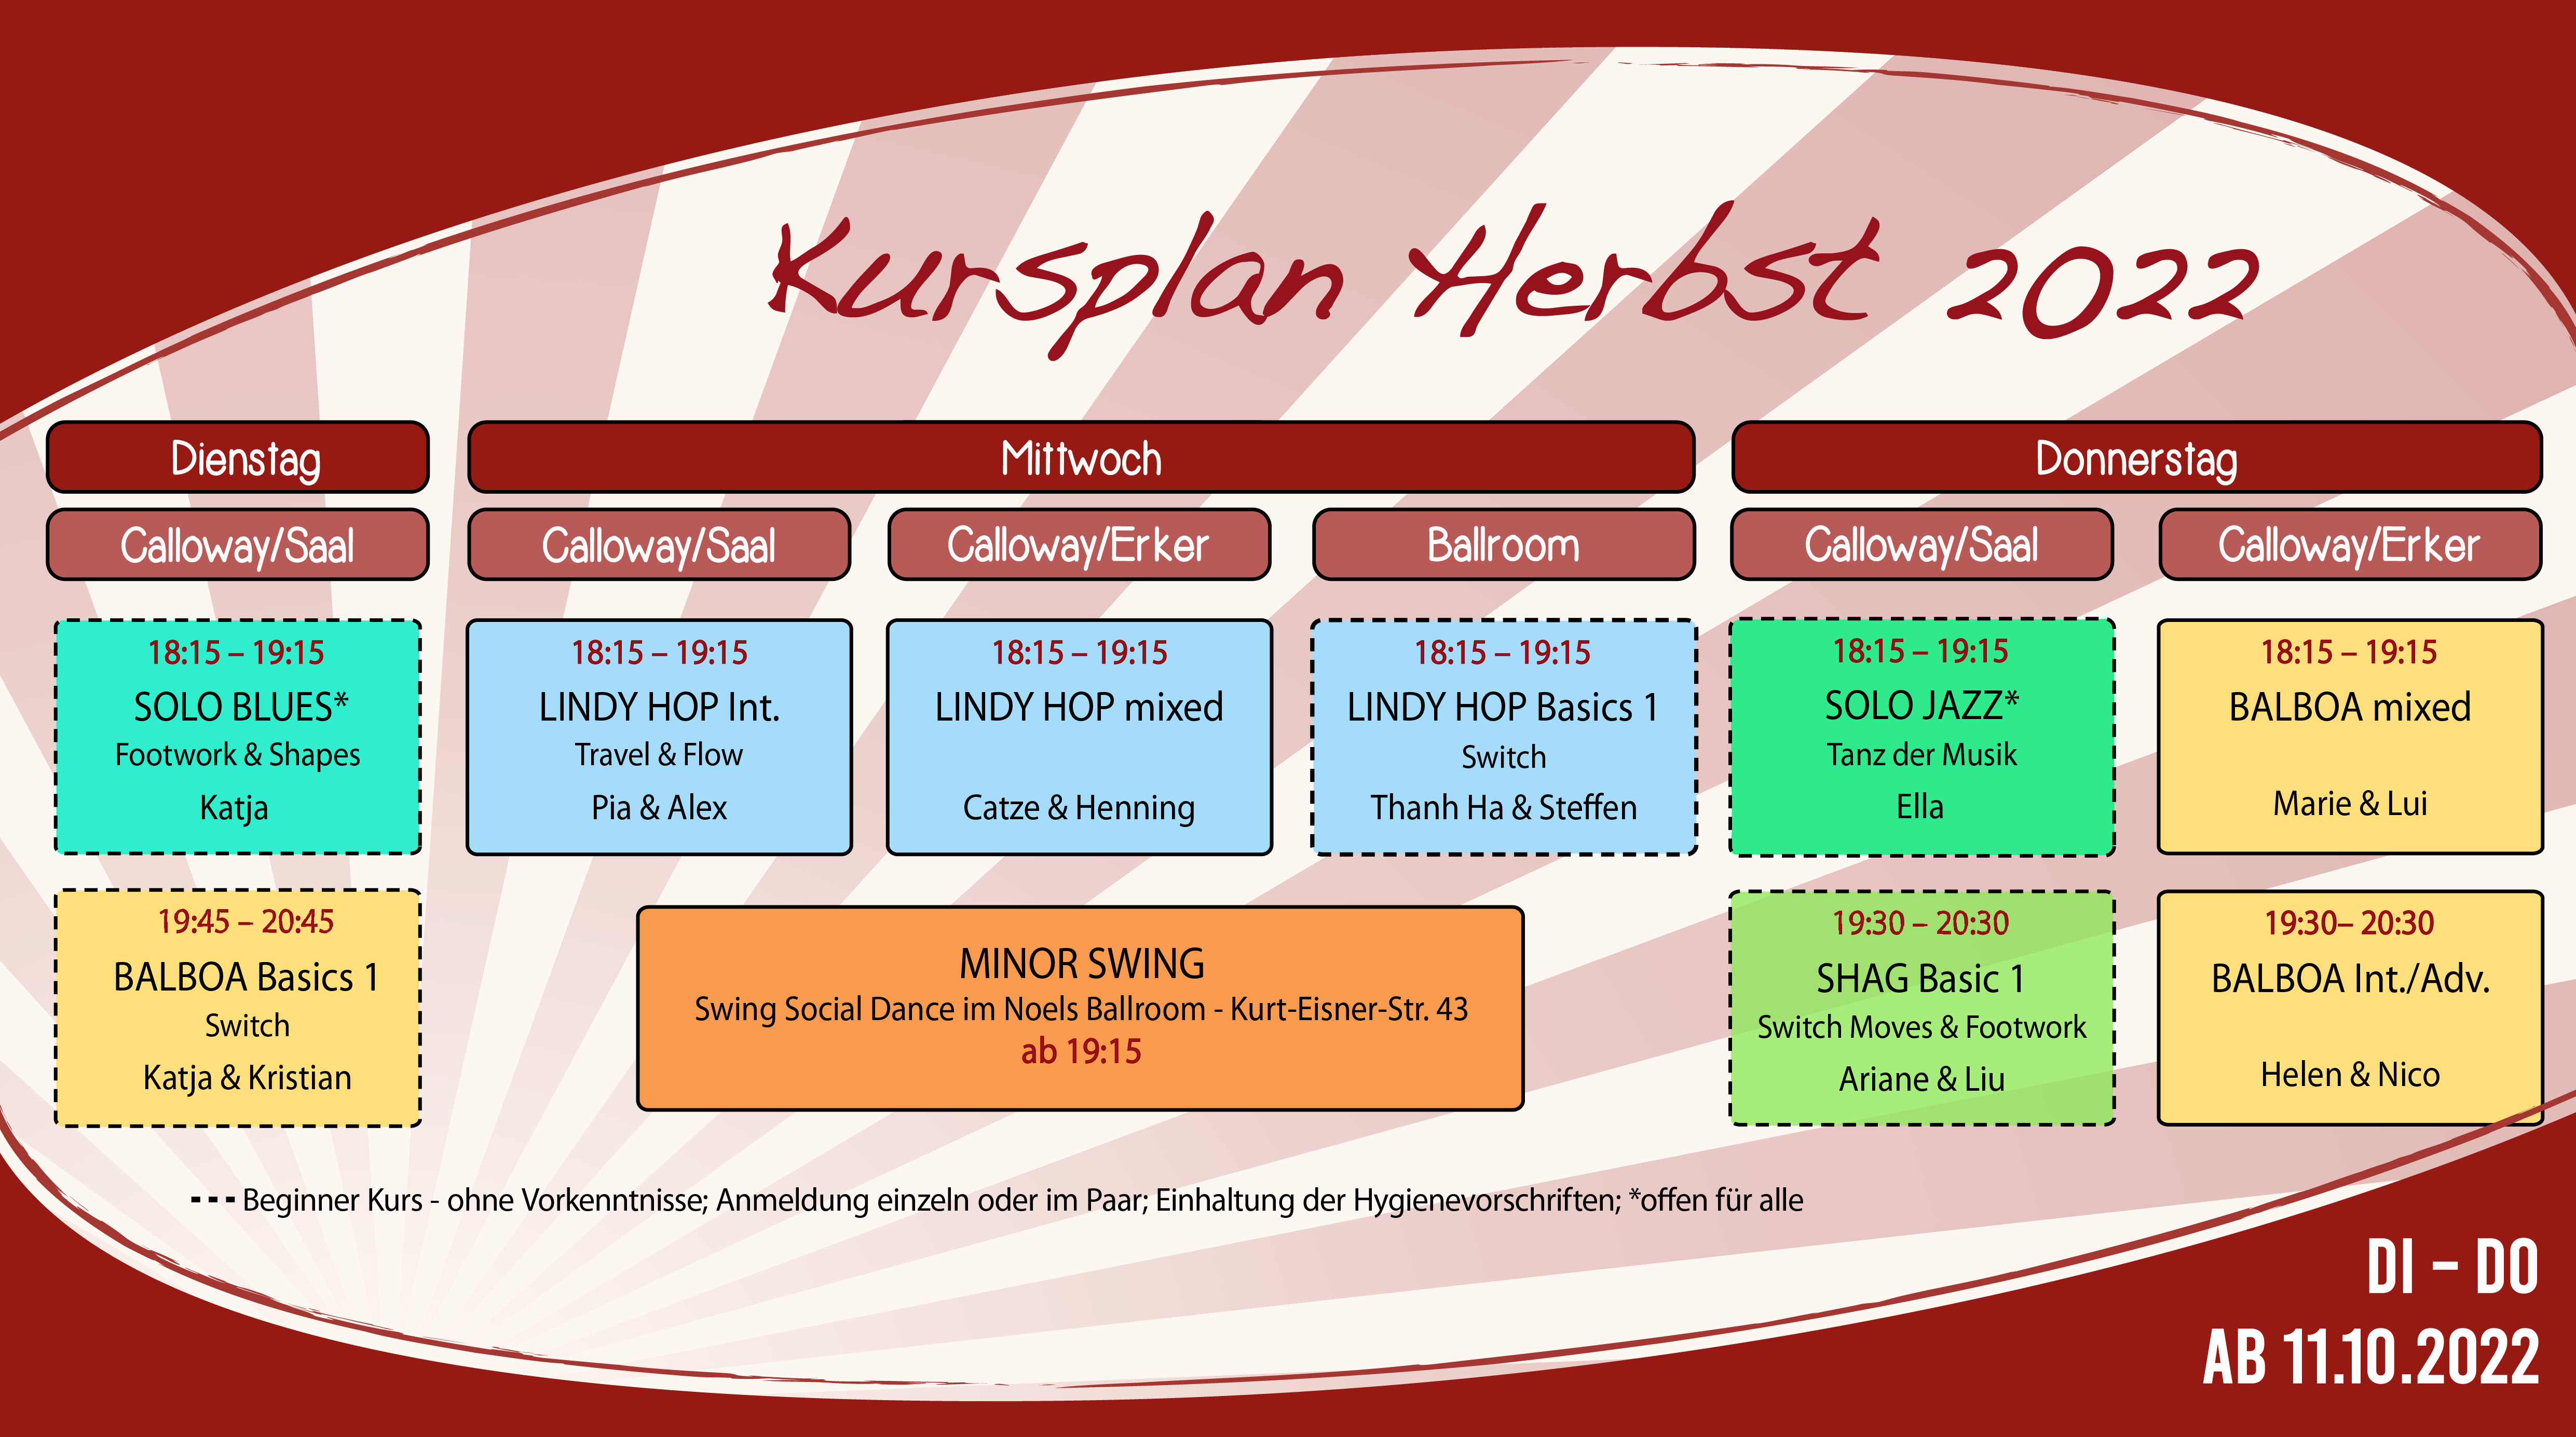 Kursplan Herbst 2022
Dienstag
Mittwoch
Donnerstag
Calloway/Saal
Calloway/Saal
Calloway/Erker
Ballroom
Calloway/Saal
Calloway/Erker
18:15 – 19:15
SOLO BLUES*
Footwork & Shapes
Katja
18:15 – 19:15
LINDY HOP Int.
Travel & Flow
Pia & Alex
18:15 – 19:15
LINDY HOP mixed
Catze & Henning
18:15 – 19:15
LINDY HOP Basics 1
Switch
Thanh Ha & Steffen
18:15 – 19:15
SOLO JAZZ*
Tanz der Musik
Ella
18:15 – 19:15
BALBOA mixed
Marie & Lui
19:45 – 20:45
BALBOA Basics 1
Switch
Katja & Kristian
MINOR SWING
Swing Social Dance im Noels Ballroom - Kurt-Eisner-Str. 43
ab 19:15
19:30 – 20:30
SHAG Basic 1
Switch Moves & Footwork
Ariane & Liu
19:30– 20:30
BALBOA Int./Adv.
Helen & Nico
--- Beginner Kurs - ohne Vorkenntnisse; Anmeldung einzeln oder im Paar; Einhaltung der Hygienevorschriften; *offen für alle
DI – DO
AB 11.10.2022